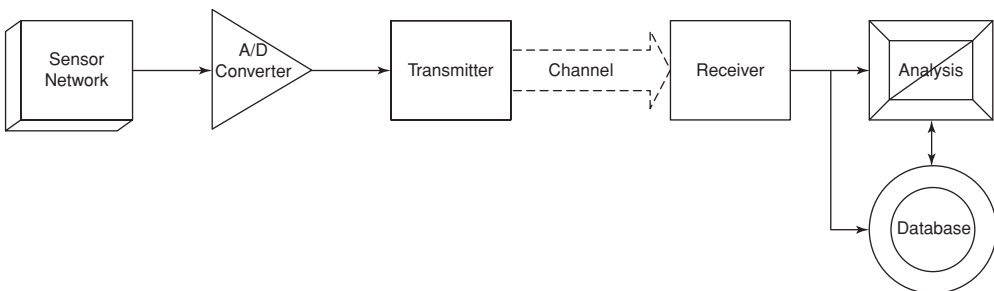 Sensor
Network
A/D
Converter
Transmitter
Channel
Receiver
Analysis
Database